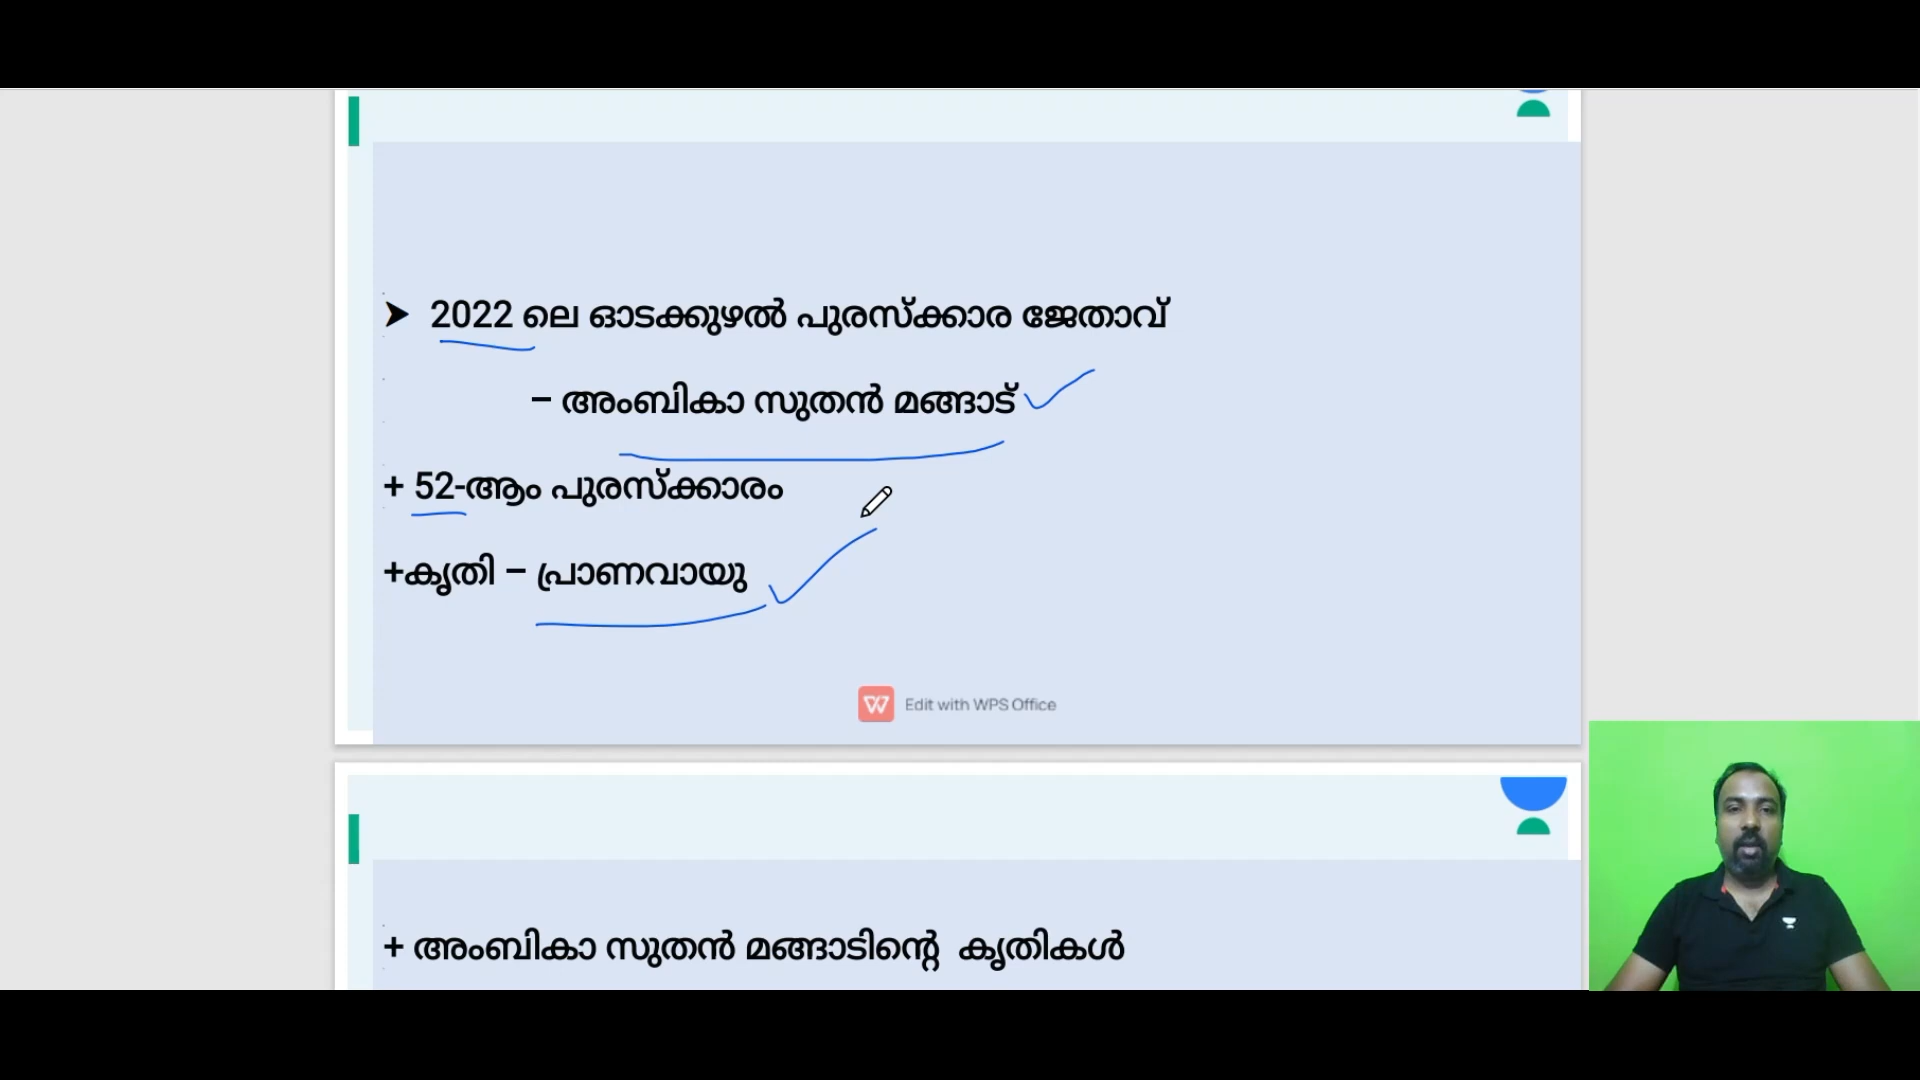 ➤ 2022 ലെ ഓടക്കുഴൽ പുരസ്ക്കാര ജേതാവ്
– അംബികാ സുതൻ മങ്ങാട്
+ 52-ആം പുരസ്ക്കാരം
+കൃതി – പ്രാണവായു
Edit with WPS Office
+ അംബികാ സുതൻ മങ്ങാടിന്റെ കൃതികൾ